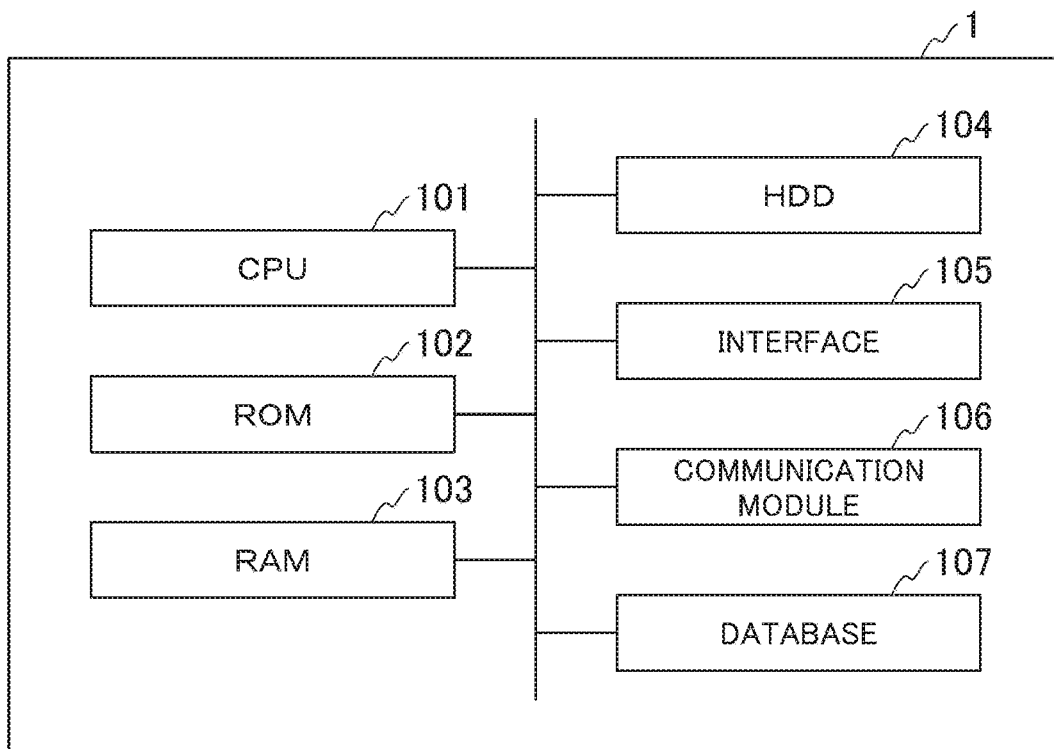 1
101
CPU
102
ROM
103
RAM
104
HDD
105
INTERFACE
106
COMMUNICATION
MODULE
107
DATABASE